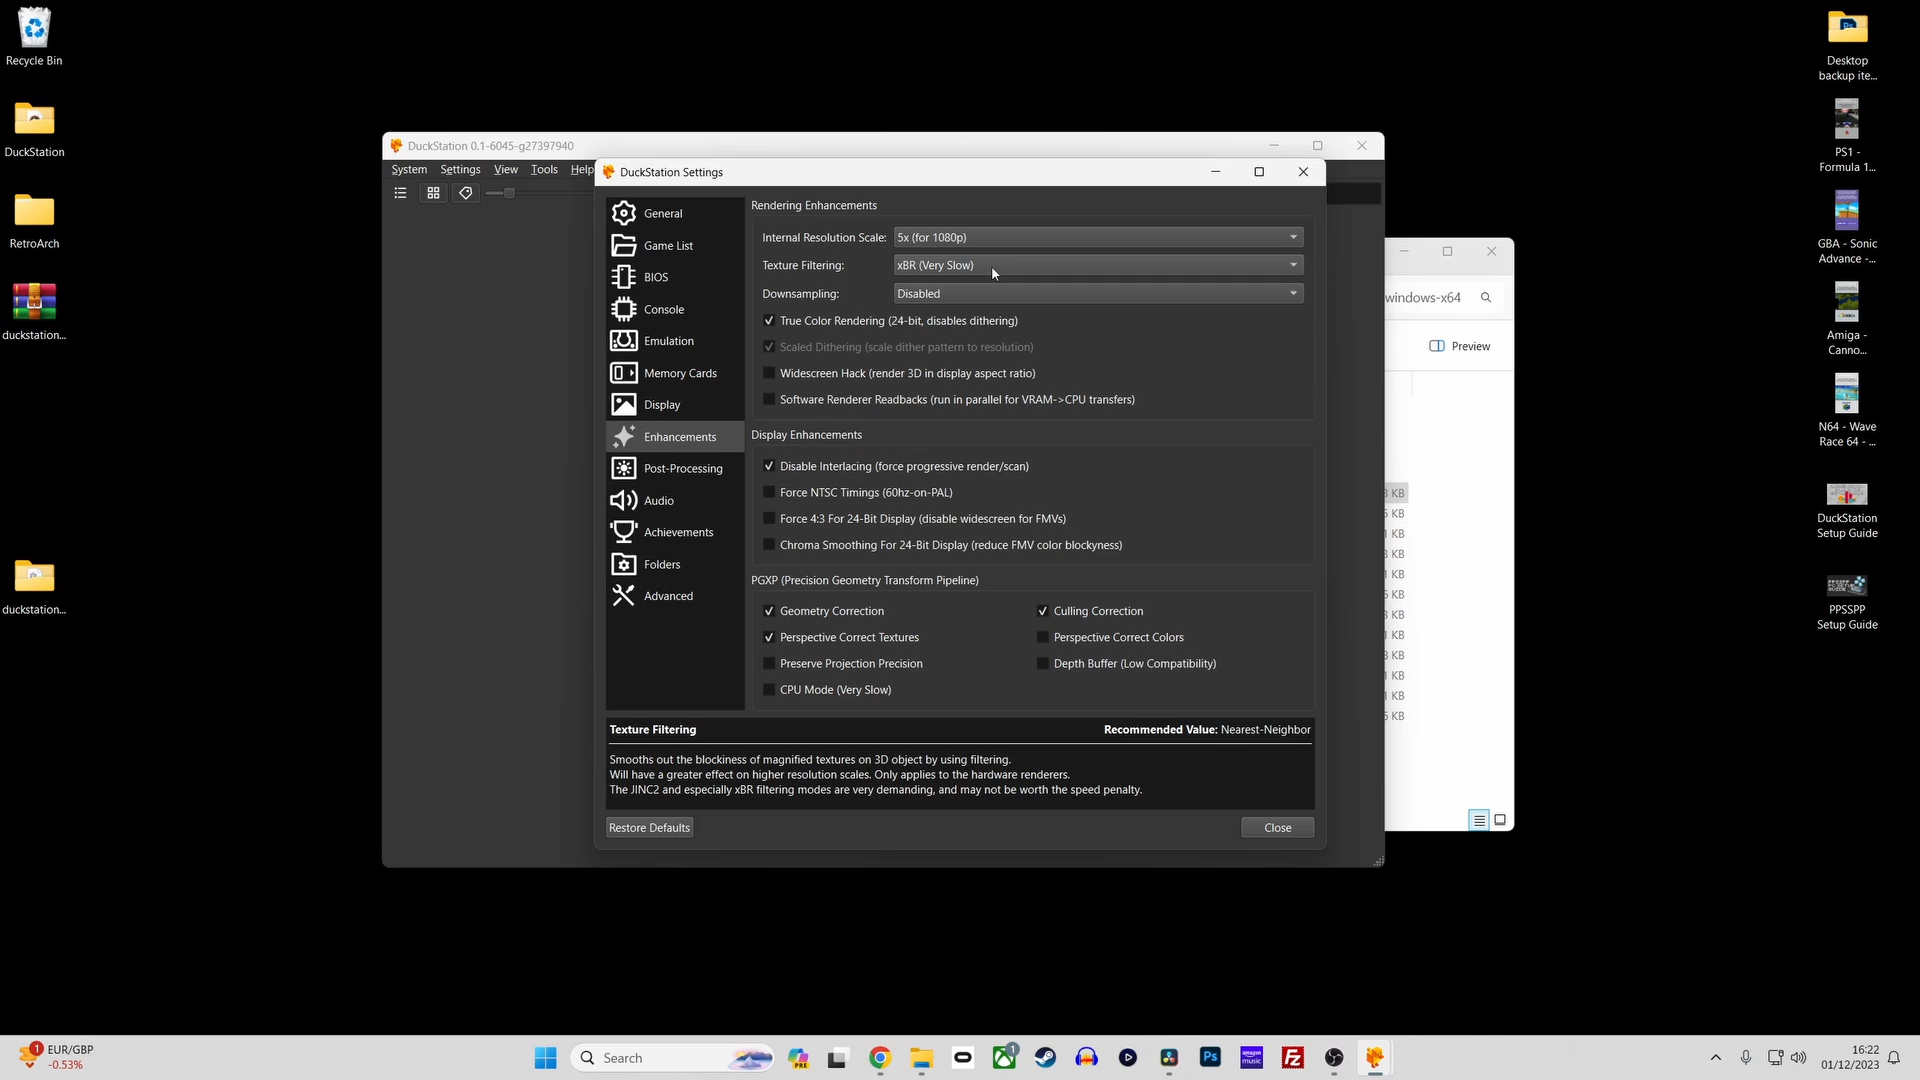 Recycle Bin
DuckStation
RetroArch
duckstation...
duckstation...
DuckStation 0.1-6045-g27397940
System Settings View Tools Help
DuckStation Settings
General
Game List
BIOS
Console
Emulation
Memory Cards
Display
Enhancements
Post-Processing
Audio
Achievements
Folders
Advanced
Rendering Enhancements
Internal Resolution Scale: 5x (for 1080p)
Texture Filtering: xBR (Very Slow)
Downsampling: Disabled
True Color Rendering (24-bit, disables dithering)
Scaled Dithering (scale dither pattern to resolution)
Widescreen Hack (render 3D in display aspect ratio)
Software Renderer Readbacks (run in parallel for VRAM->CPU transfers)
Display Enhancements
Disable Interlacing (force progressive render/scan)
Force NTSC Timings (60hz-on-PAL)
Force 4:3 For 24-Bit Display (disable widescreen for FMVs)
Chroma Smoothing For 24-Bit Display (reduce FMV color blockyness)
PGXP (Precision Geometry Transform Pipeline)
Geometry Correction Culling Correction
Perspective Correct Textures Perspective Correct Colors
Preserve Projection Precision Depth Buffer (Low Compatibility)
CPU Mode (Very Slow)
Texture Filtering Recommended Value: Nearest-Neighbor
Smooths out the blockiness of magnified textures on 3D object by using filtering.
Will have a greater effect on higher resolution scales. Only applies to the hardware renderers.
The JINC2 and especially xBR filtering modes are very demanding, and may not be worth the speed penalty.
Restore Defaults Close
windows-x64
Preview
KB
KB
KB
KB
KB
KB
KB
KB
KB
KB
KB
KB
Desktop
backup ite...
PS1 -
Formula 1...
GBA - Sonic
Advance - ...
Amiga -
Canno...
N64 - Wave
Race 64 - ...
DuckStation
Setup Guide
PPSSPP
Setup Guide
1 EUR/GBP
-0.53%
Search
PRE
1
Ps
amazon
music
Fz
16:22
01/12/2023